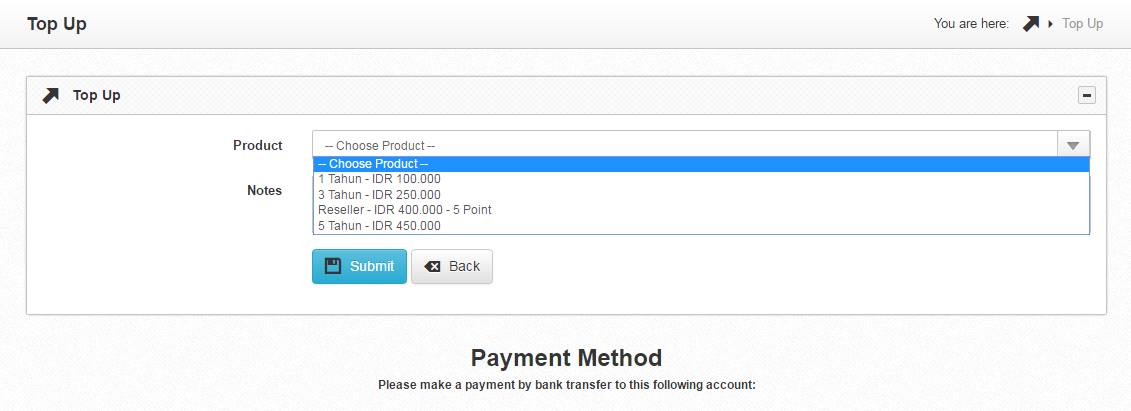 Top Up
You are here: Top Up
Top Up
Product
-- Choose Product --
-- Choose Product --
1 Tahun - IDR 100.000
3 Tahun - IDR 250.000
Reseller - IDR 400.000 - 5 Point
5 Tahun - IDR 450.000
Notes
Submit
Back
Payment Method
Please make a payment by bank transfer to this following account: